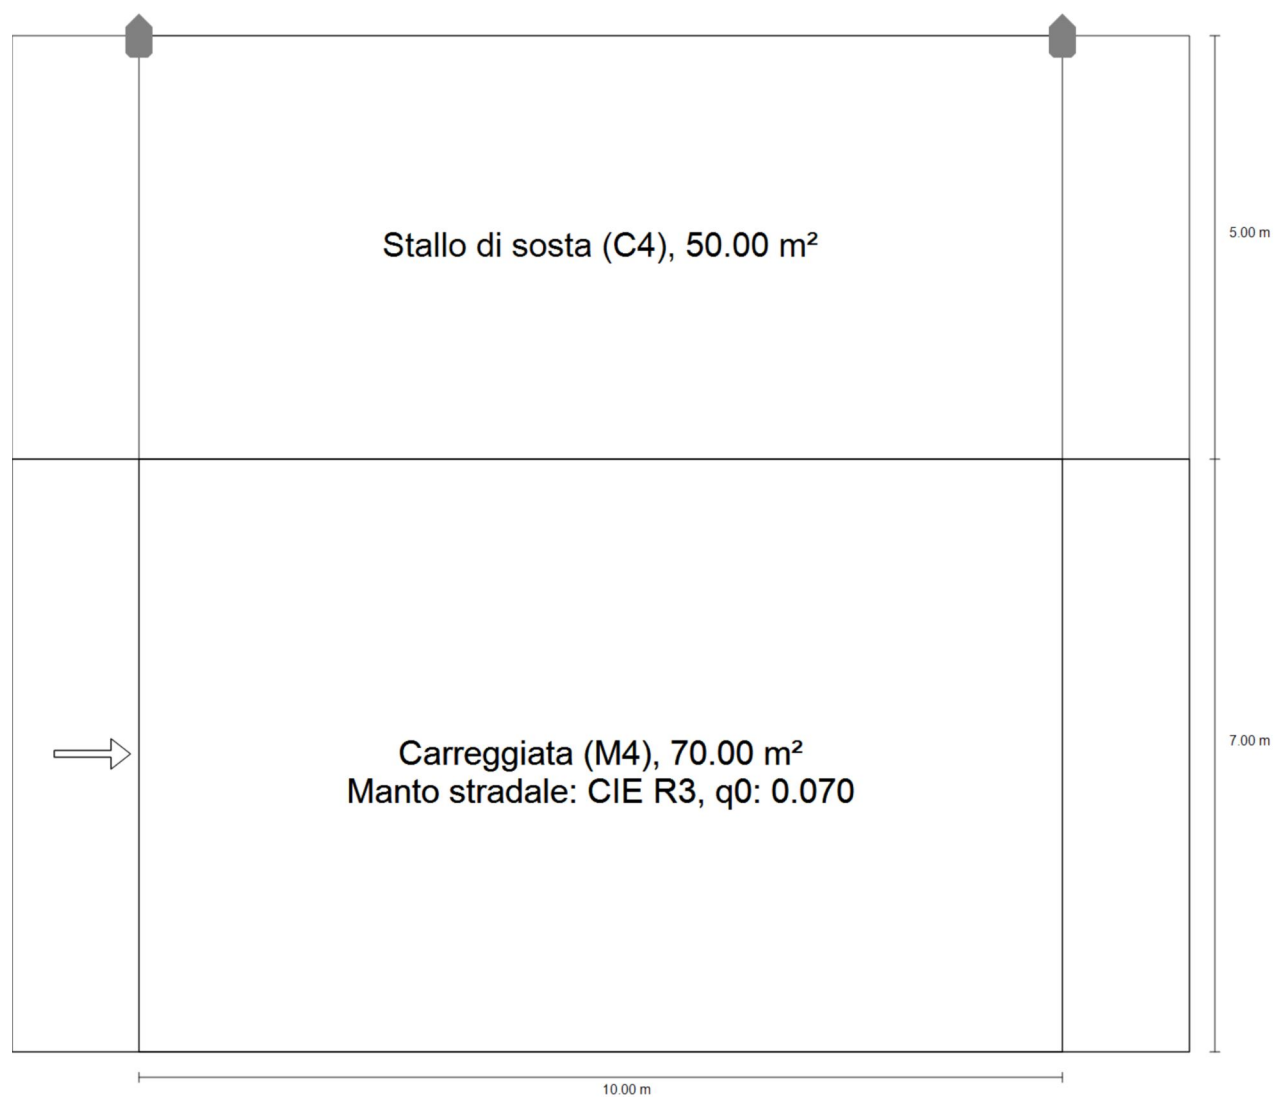 5.00 m
Stallo di sosta (C4), 50.00 m²
7.00 m
Carreggiata (M4), 70.00 m²
Manto stradale: CIE R3, q0: 0.070
10.00 m